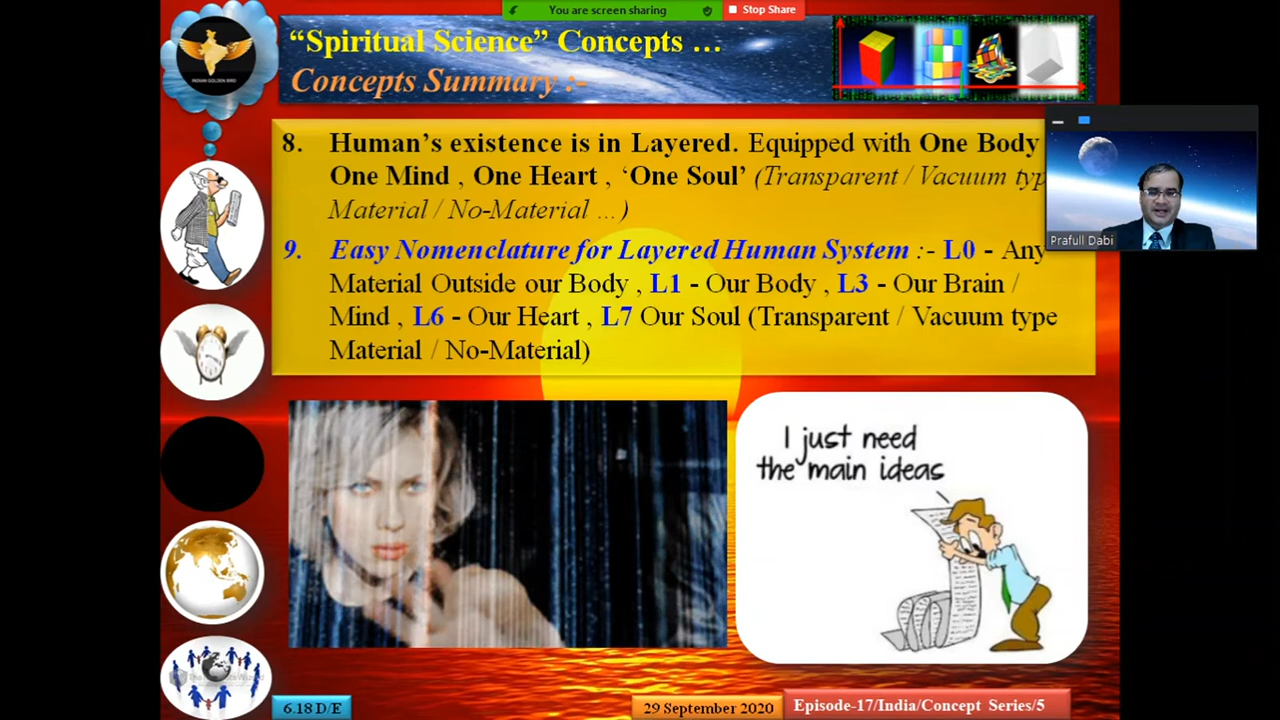 You are screen sharing
Stop Share
INDIAN GOLDEN BIRD
“Spiritual Science” Concepts …
Concepts Summary :-
8. Human’s existence is in Layered. Equipped with One Body
One Mind , One Heart , ‘One Soul’ (Transparent / Vacuum typ
Material / No-Material …)
9. Easy Nomenclature for Layered Human System :- L0 - Any
Material Outside our Body , L1 - Our Body , L3 - Our Brain /
Mind , L6 - Our Heart , L7 Our Soul (Transparent / Vacuum type
Material / No-Material)
Prafull Dabi
I just need
the main ideas
6.18 D/E
29 September 2020
Episode-17/India/Concept Series/5